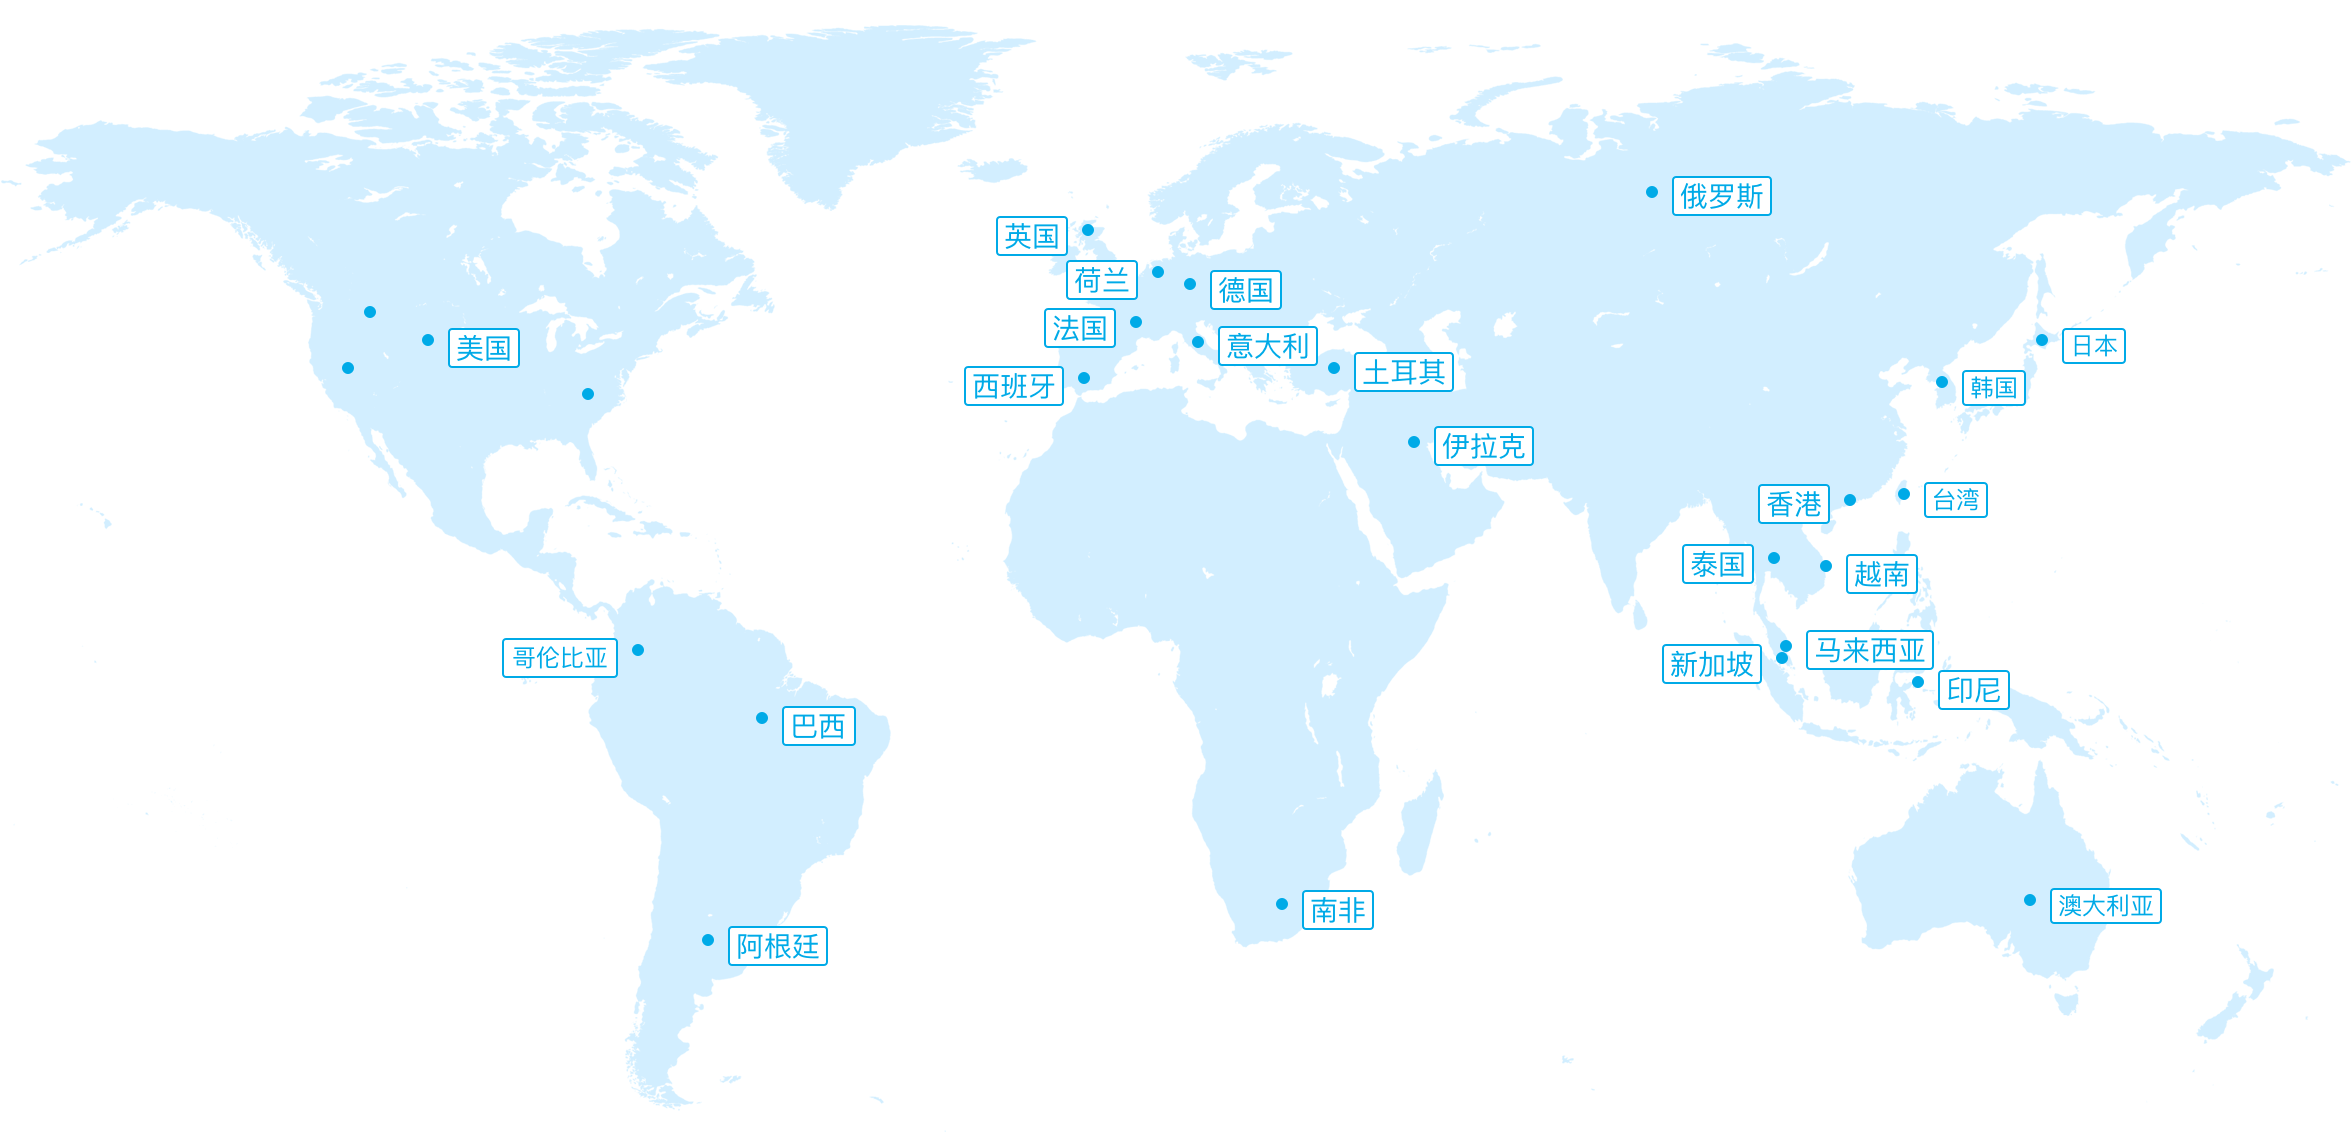 俄罗斯
英国
荷兰
德国
法国
意大利
美国
日本
土耳其
西班牙
韩国
伊拉克
香港
台湾
泰国
越南
哥伦比亚
马来西亚
新加坡
印尼
巴西
南非
澳大利亚
阿根廷